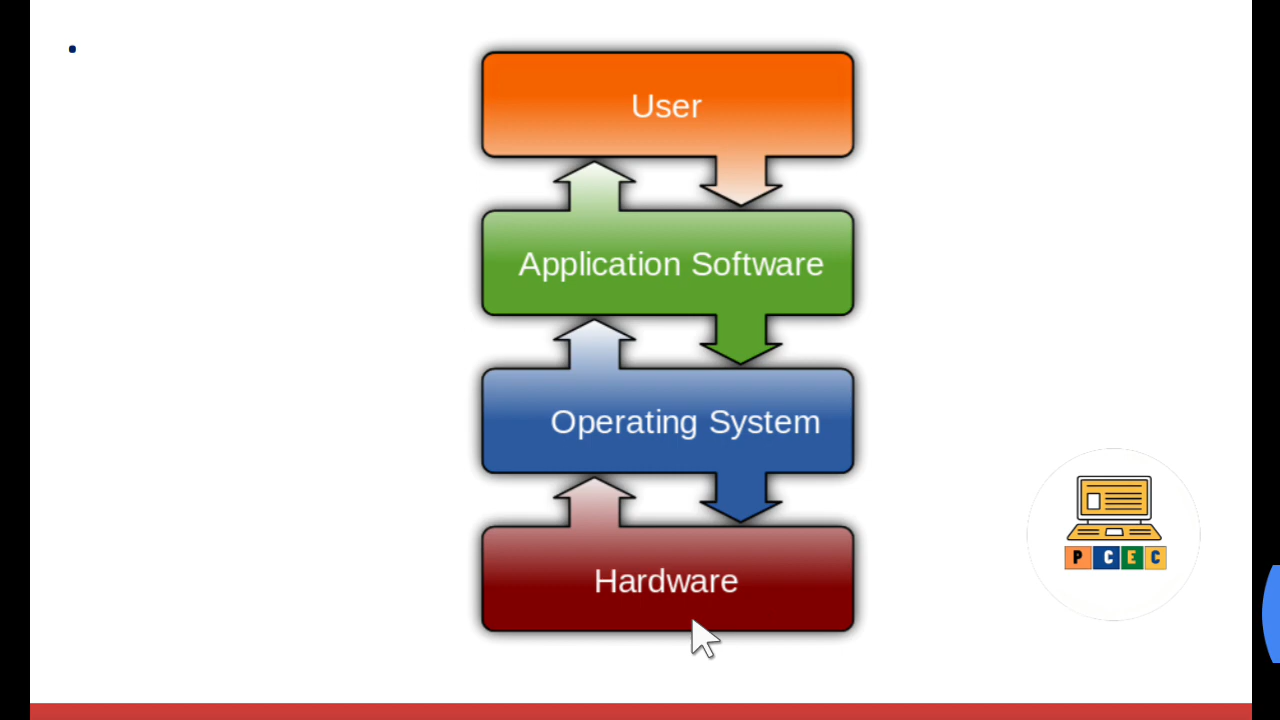 User
Application Software
Operating System
Hardware
P C E C